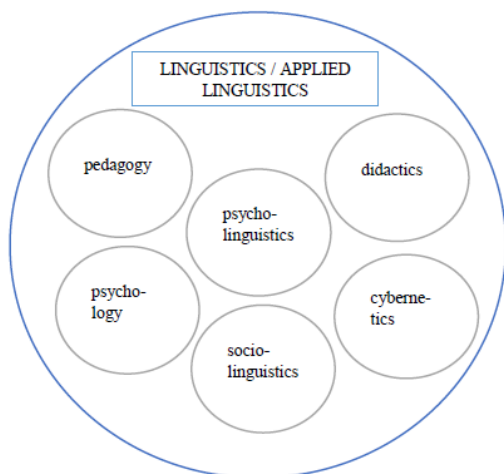 LINGUISTICS / APPLIED
LINGUISTICS
pedagogy
didactics
psycho-
linguistics
psycho-
logy
cyberne-
tics
socio-
linguistics